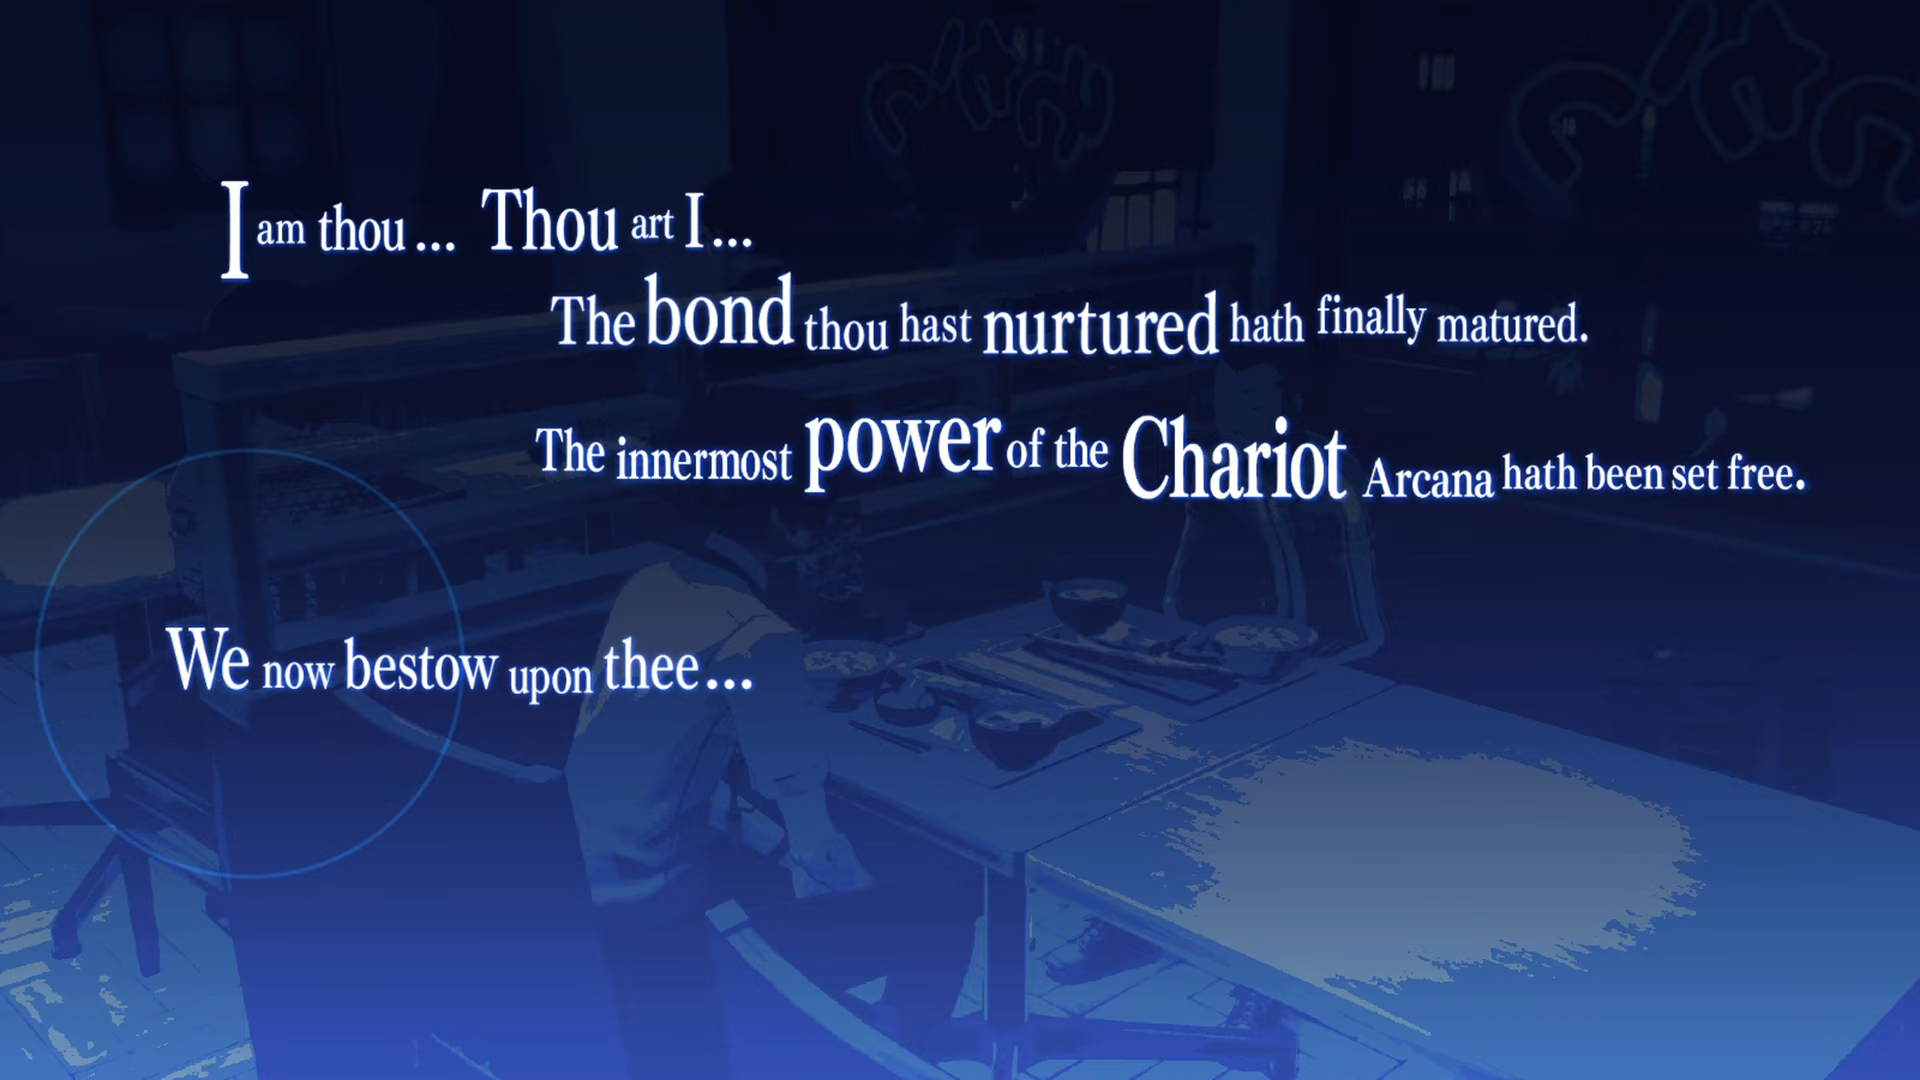 I am thou... Thou art I...
The bond thou hast nurtured hath finally matured.
The innermost power of the Chariot Arcana hath been set free.
We now bestow upon thee...